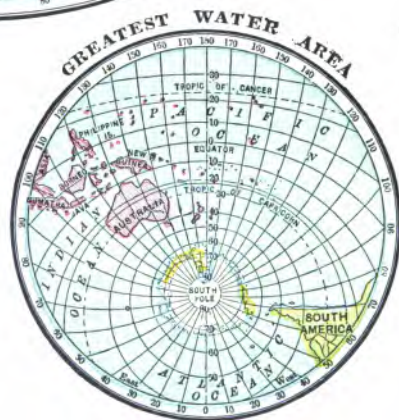 GREATEST WATER AREA
TROPIC OF CANCER
PACIFIC
OCEAN
PHILIPPINE
IS.
EQUATOR
NEW
GUINEA
BORNEO
SUMATRA
JAVA
TROPIC OF
CAPRICORN
AUSTRALIA
INDIAN
OCEAN
SOUTH
POLE
SOUTH
AMERICA
ATLANTIC
OCEAN
East
West